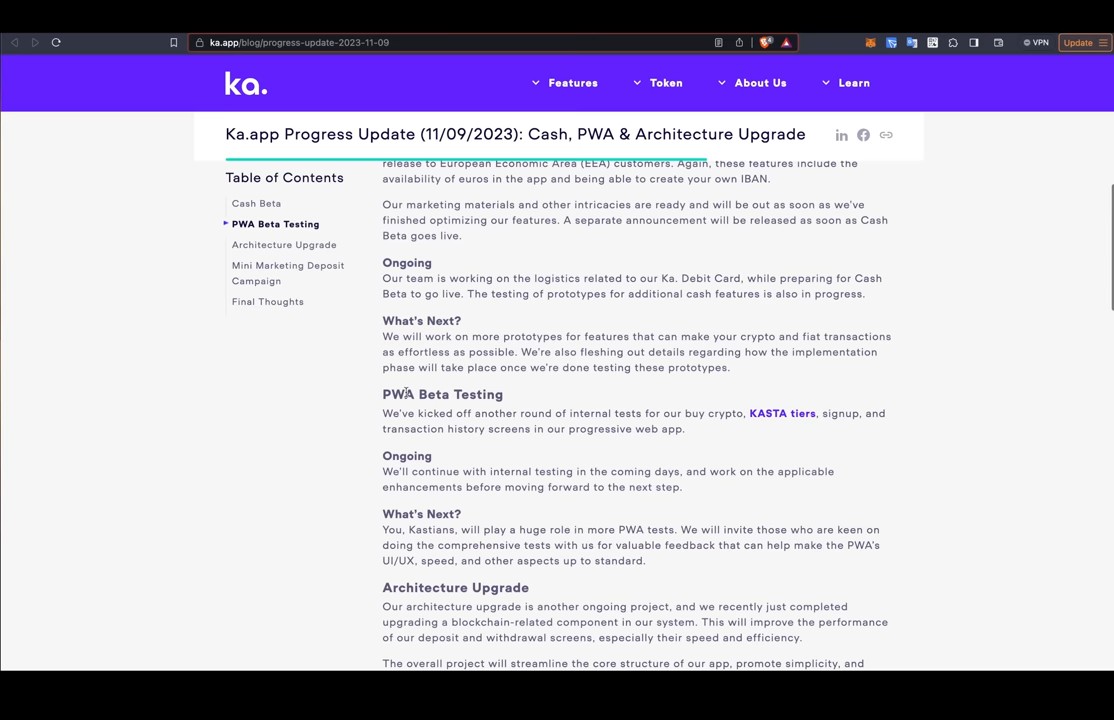 ka.app/blog/progress-update-2023-11-09
VPN
Update
ka.
Features
Token
About Us
Learn
Ka.app Progress Update (11/09/2023): Cash, PWA & Architecture Upgrade
Table of Contents
Cash Beta
PWA Beta Testing
Architecture Upgrade
Mini Marketing Deposit
Campaign
Final Thoughts
release to European Economic Area (EEA) customers. Again, these features include the
availability of euros in the app and being able to create your own IBAN.
Our marketing materials and other intricacies are ready and will be out as soon as we've
finished optimizing our features. A separate announcement will be released as soon as Cash
Beta goes live.
Ongoing
Our team is working on the logistics related to our Ka. Debit Card, while preparing for Cash
Beta to go live. The testing of prototypes for additional cash features is also in progress.
What's Next?
We will work on more prototypes for features that can make your crypto and fiat transactions
as effortless as possible. We're also fleshing out details regarding how the implementation
phase will take place once we're done testing these prototypes.
PWA Beta Testing
We've kicked off another round of internal tests for our buy crypto, KASTA tiers, signup, and
transaction history screens in our progressive web app.
Ongoing
We'll continue with internal testing in the coming days, and work on the applicable
enhancements before moving forward to the next step.
What's Next?
You, Kastians, will play a huge role in more PWA tests. We will invite those who are keen on
doing the comprehensive tests with us for valuable feedback that can help make the PWA's
UI/UX, speed, and other aspects up to standard.
Architecture Upgrade
Our architecture upgrade is another ongoing project, and we recently just completed
upgrading a blockchain-related component in our system. This will improve the performance
of our deposit and withdrawal screens, especially their speed and efficiency.
The overall project will streamline the core structure of our app, promote simplicity, and